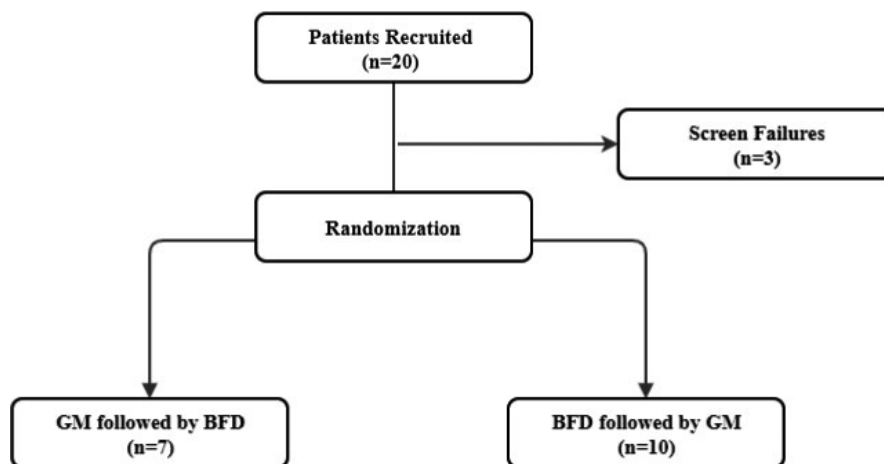 Patients Recruited
(n=20)
Screen Failures
(n=3)
Randomization
GM followed by BFD
(n=7)
BFD followed by GM
(n=10)